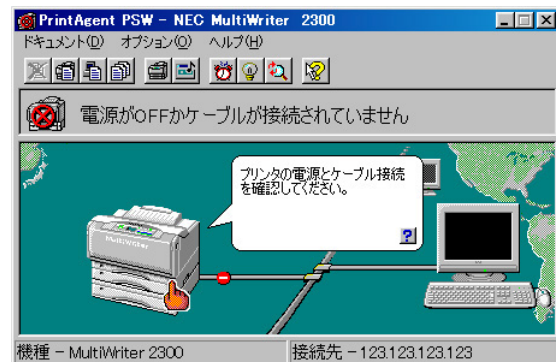 PrintAgent PSW - NEC MultiWriter 2300
ドキュメント(D) オプション(O) ヘルプ(H)
電源がOFFかケーブルが接続されていません
プリンタの電源とケーブル接続
を確認してください。
MultiWriter
機種 - MultiWriter 2300
接続先 - 123.123.123.123